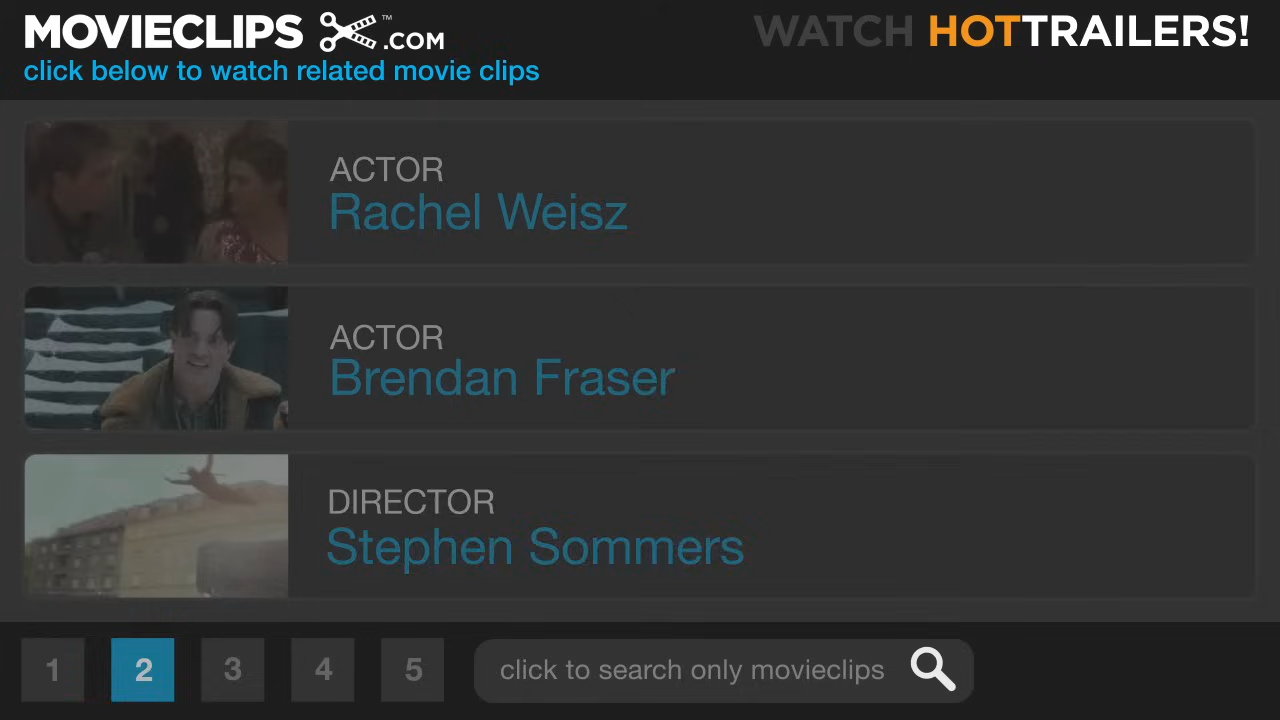 MOVIECLIPS ™ .COM
WATCH HOTTRAILERS!
click below to watch related movie clips
ACTOR
Rachel Weisz
ACTOR
Brendan Fraser
DIRECTOR
Stephen Sommers
1 2 3 4 5 click to search only movieclips